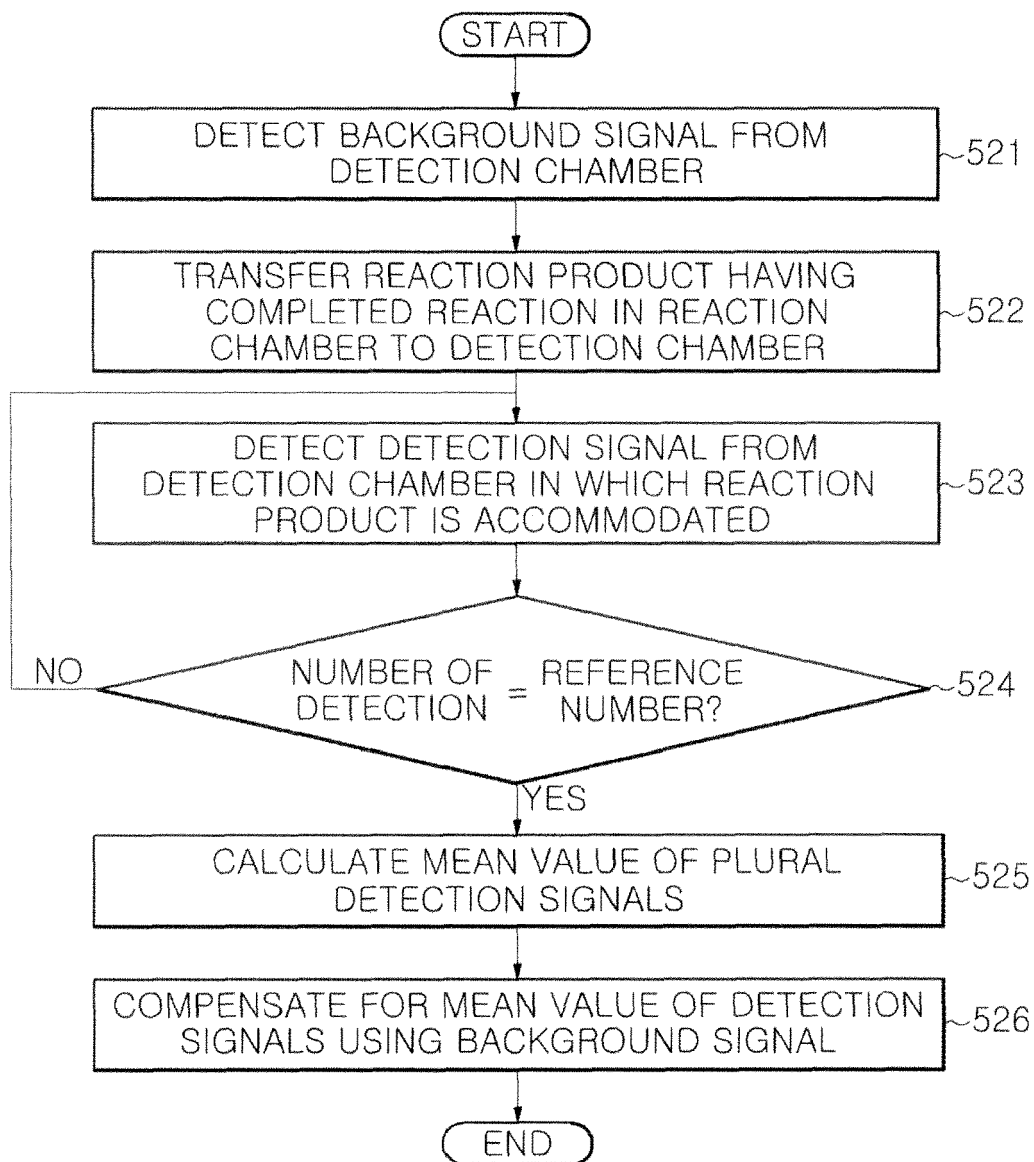 START
DETECT BACKGROUND SIGNAL FROM
DETECTION CHAMBER
521
TRANSFER REACTION PRODUCT HAVING
COMPLETED REACTION IN REACTION
CHAMBER TO DETECTION CHAMBER
522
DETECT DETECTION SIGNAL FROM
DETECTION CHAMBER IN WHICH REACTION
PRODUCT IS ACCOMMODATED
523
NO
NUMBER OF DETECTION = REFERENCE NUMBER?
524
YES
CALCULATE MEAN VALUE OF PLURAL
DETECTION SIGNALS
525
COMPENSATE FOR MEAN VALUE OF DETECTION
SIGNALS USING BACKGROUND SIGNAL
526
END